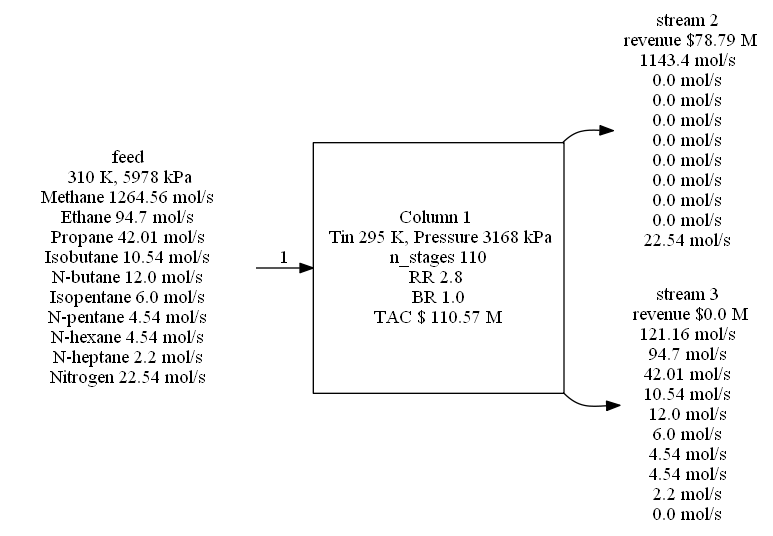 feed
310 K, 5978 kPa
Methane 1264.56 mol/s
Ethane 94.7 mol/s
Propane 42.01 mol/s
Isobutane 10.54 mol/s
N-butane 12.0 mol/s
Isopentane 6.0 mol/s
N-pentane 4.54 mol/s
N-hexane 4.54 mol/s
N-heptane 2.2 mol/s
Nitrogen 22.54 mol/s
1
Column 1
Tin 295 K, Pressure 3168 kPa
n_stages 110
RR 2.8
BR 1.0
TAC $ 110.57 M
stream 2
revenue $78.79 M
1143.4 mol/s
0.0 mol/s
0.0 mol/s
0.0 mol/s
0.0 mol/s
0.0 mol/s
0.0 mol/s
0.0 mol/s
0.0 mol/s
22.54 mol/s
stream 3
revenue $0.0 M
121.16 mol/s
94.7 mol/s
42.01 mol/s
10.54 mol/s
12.0 mol/s
6.0 mol/s
4.54 mol/s
4.54 mol/s
2.2 mol/s
0.0 mol/s